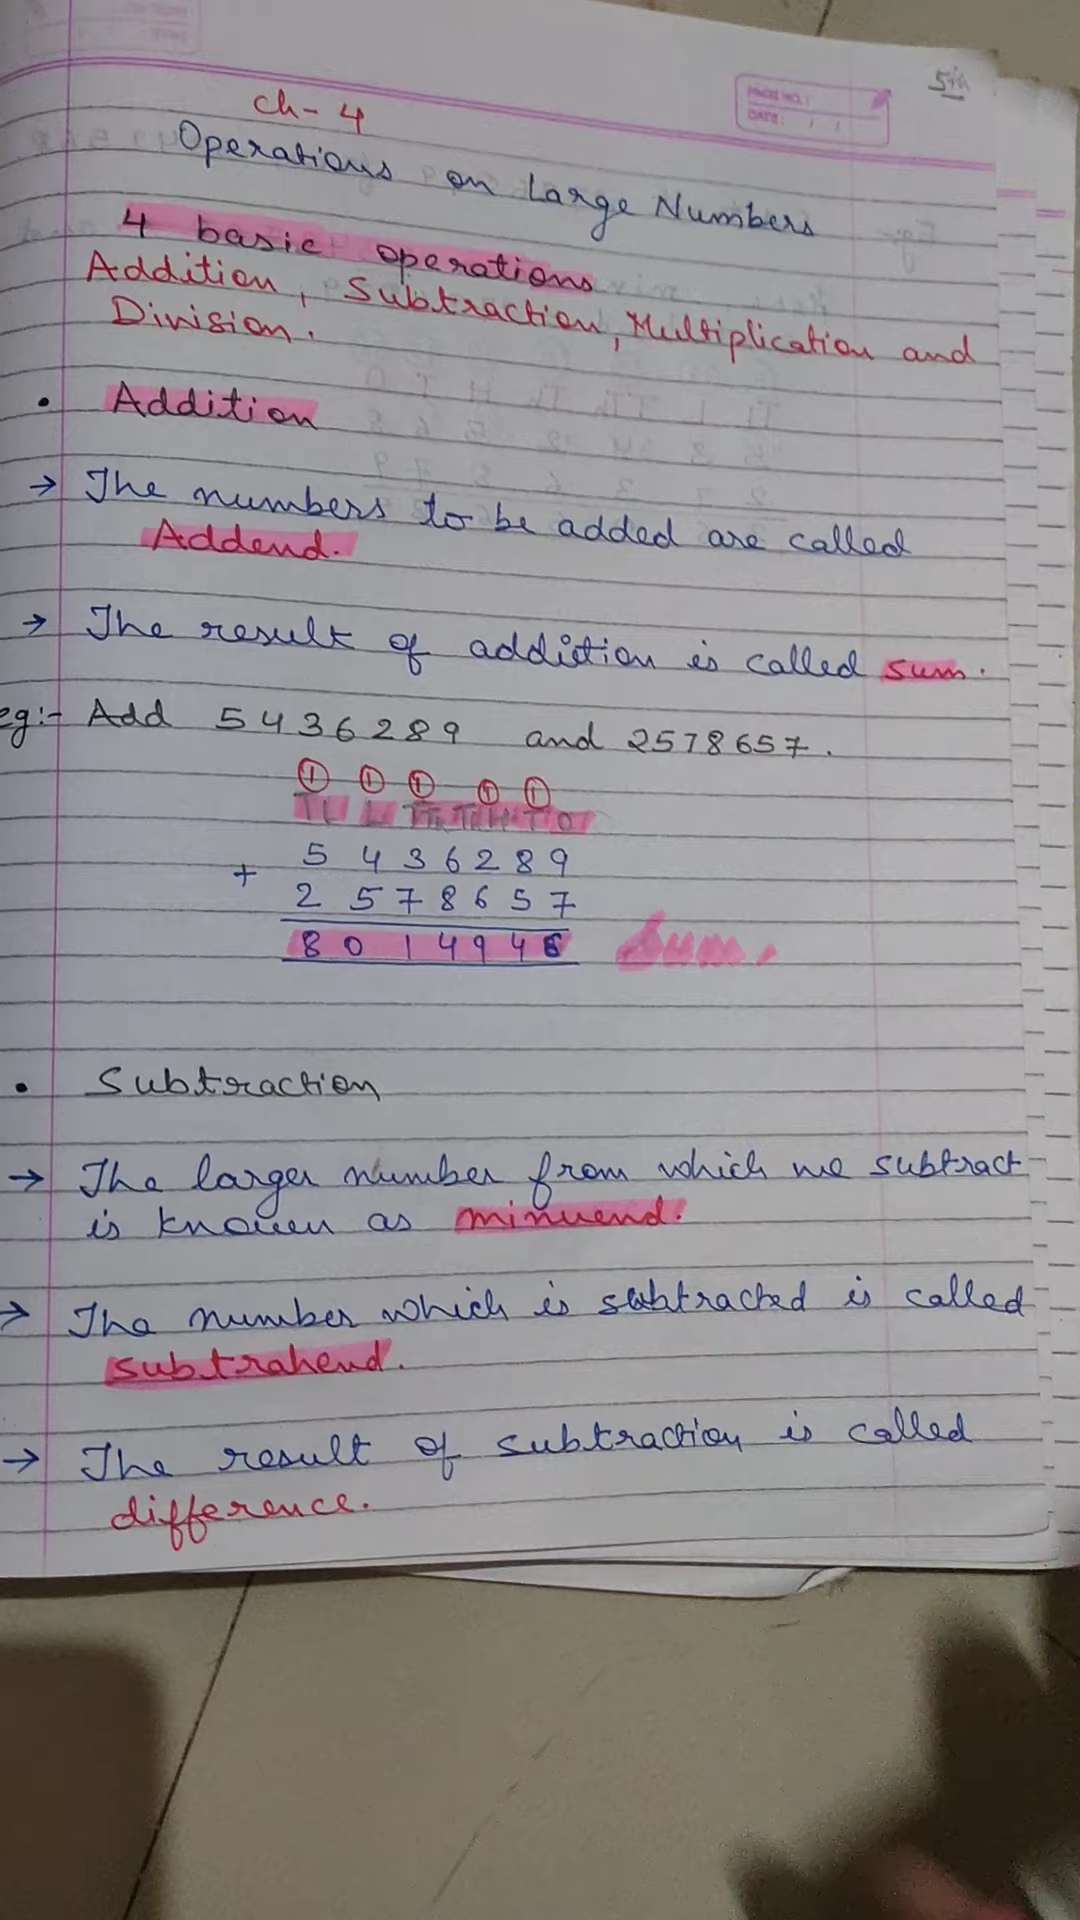 5th
PAGE NO.:
DATE: / /
Ch-4
Operations on Large Numbers
4 basic operations
Addition, Subtraction, Multiplication and
Division.
• Addition
→ The numbers to be added are called
Addend.
→ The result of addition is called sum.
eg:- Add 5436289 and 2578657.
1 1 1 1 1
TL L TTh Th H T O
5 4 3 6 2 8 9
+ 2 5 7 8 6 5 7
8 0 1 4 9 4 6 Sum.
• Subtraction
→ The larger number from which we subtract
is known as minuend.
→ The number which is subtracted is called
subtrahend.
→ The result of subtraction is called
difference.